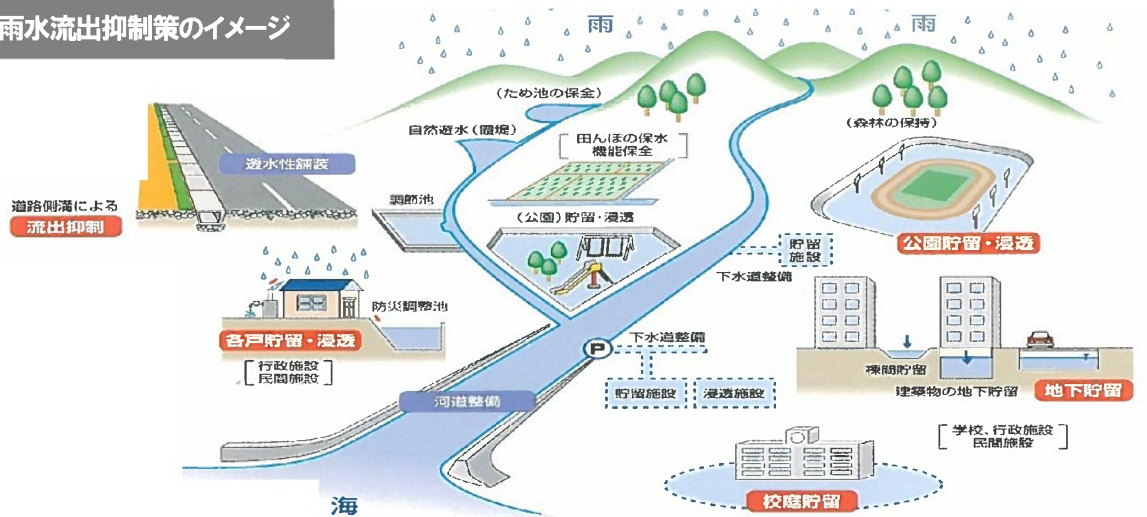 雨水流出抑制策のイメージ
雨
雨
(ため池の保全)
自然遊水(霞堤)
田んぼの保水
機能保全
(森林の保持)
透水性舗装
道路側溝による
流出抑制
調節池
(公園)貯留・浸透
公園貯留・浸透
貯留
施設
下水道整備
防災調整池
各戸貯留・浸透
行政施設
民間施設
P
下水道整備
貯留施設
浸透施設
河道整備
棟間貯留
建築物の地下貯留
地下貯留
学校、行政施設
民間施設
校庭貯留
海